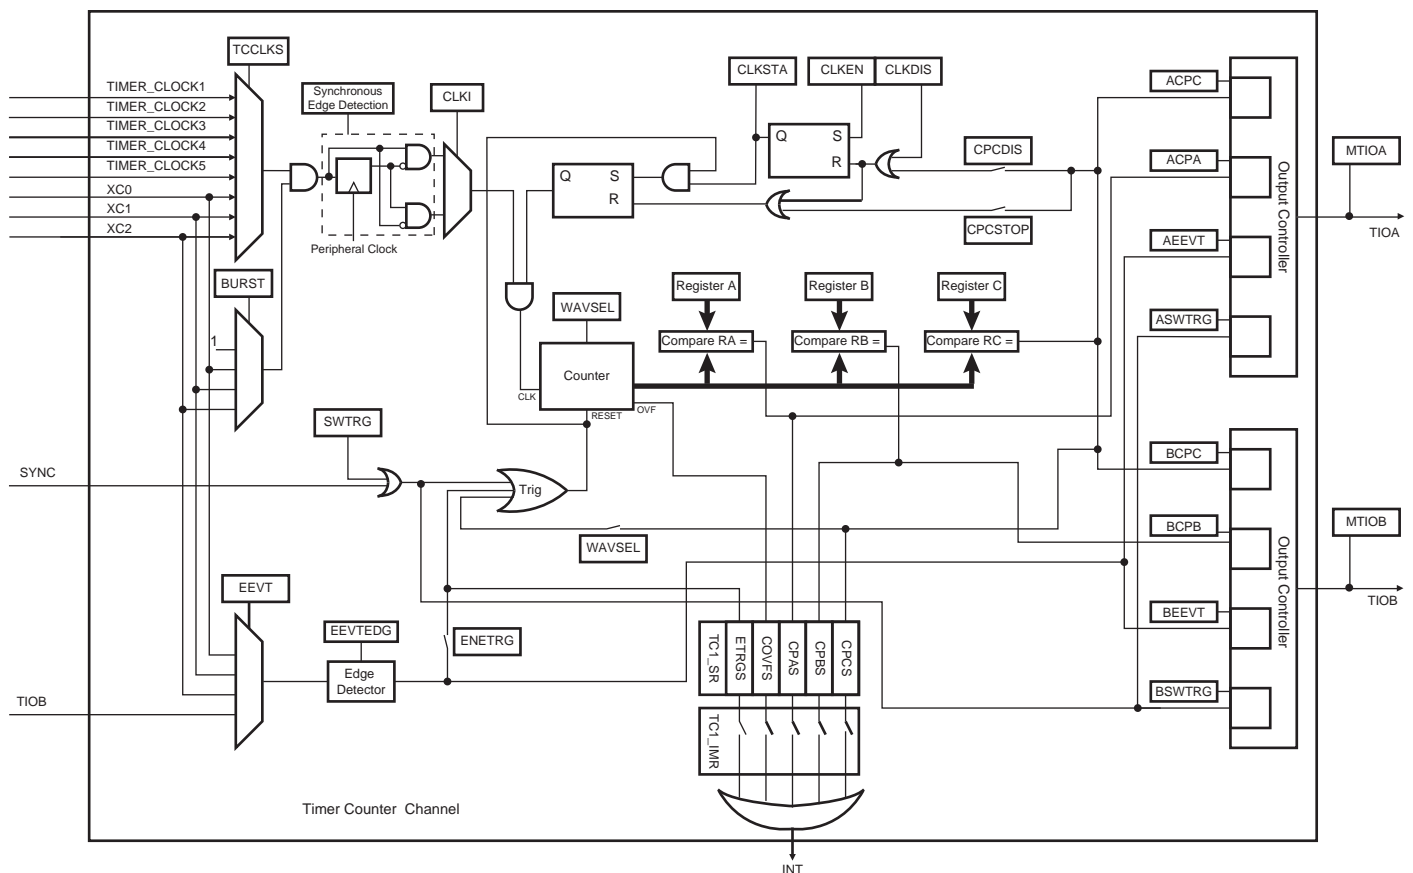 TCCLKS
TIMER_CLOCK1
TIMER_CLOCK2
TIMER_CLOCK3
TIMER_CLOCK4
TIMER_CLOCK5
XC0
XC1
XC2
Synchronous
Edge Detection
CLKI
Peripheral Clock
BURST
1
CLKSTA
CLKEN
CLKDIS
Q
S
R
Q
S
R
CPCDIS
CPCSTOP
Register A
Register B
Register C
Compare RA =
Compare RB =
Compare RC =
WAVSEL
Counter
CLK
RESET
OVF
SWTRG
SYNC
Trig
WAVSEL
EEVT
EEVTEDG
Edge
Detector
ENETRG
TIOB
TC1_SR
ETRGS
COVFS
CPAS
CPBS
CPCS
TC1_IMR
INT
ACPC
ACPA
AEEVT
ASWTRG
Output Controller
MTIOA
TIOA
BCPC
BCPB
BEEVT
BSWTRG
Output Controller
MTIOB
TIOB
Timer Counter Channel